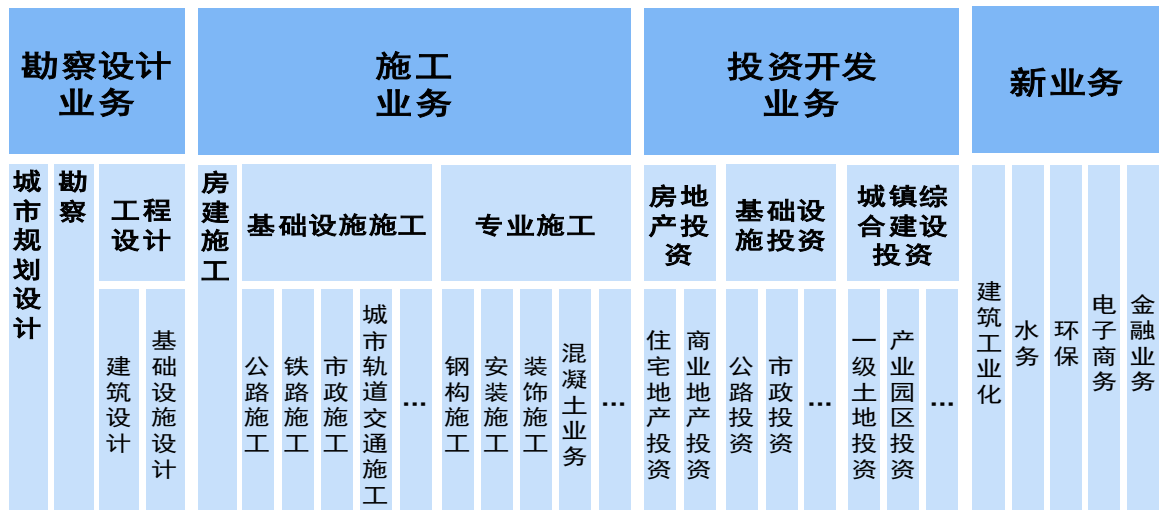 勘察设计
业务
施工
业务
投资开发
业务
新业务
城市规划设计
勘察
工程
设计
建筑设计
基础设施设计
房建施工
基础设施施工
公路施工
铁路施工
市政施工
城市轨道交通施工
...
专业施工
钢构施工
安装施工
装饰施工
混凝土业务
...
房地
产投
资
住宅地产投资
商业地产投资
基础设
施投资
公路投资
市政投资
...
城镇综
合建设
投资
一级土地投资
产业园区投资
...
建筑工业化
水务
环保
电子商务
金融业务